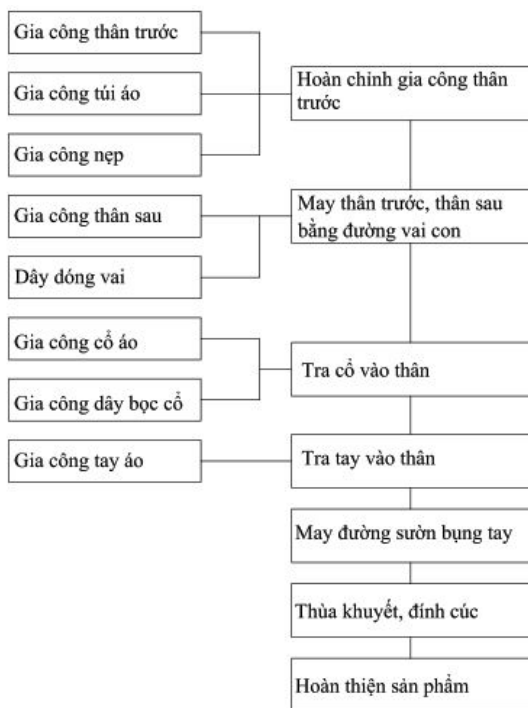 Gia công thân trước
Gia công túi áo
Gia công nẹp
Gia công thân sau
Dây dóng vai
Gia công cổ áo
Gia công dây bọc cổ
Gia công tay áo
Hoàn chỉnh gia công thân
trước
May thân trước, thân sau
bằng đường vai con
Tra cổ vào thân
Tra tay vào thân
May đường sườn bụng tay
Thùa khuyết, đính cúc
Hoàn thiện sản phẩm